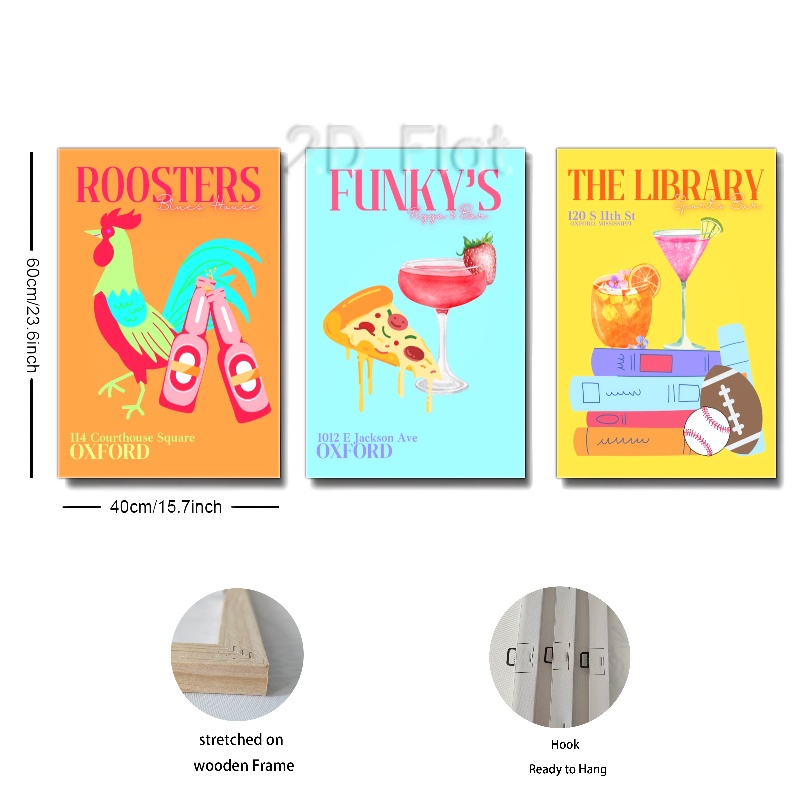 2D Flat
ROOSTERS
Blues House
114 Courthouse Square
OXFORD
FUNKY'S
Pizza & Bar
1012 E Jackson Ave
OXFORD
THE LIBRARY
Sports Bar
120 S 11th St
OXFORD, MISSISSIPPI
60cm/23.6inch
40cm/15.7inch
stretched on
wooden Frame
Hook
Ready to Hang